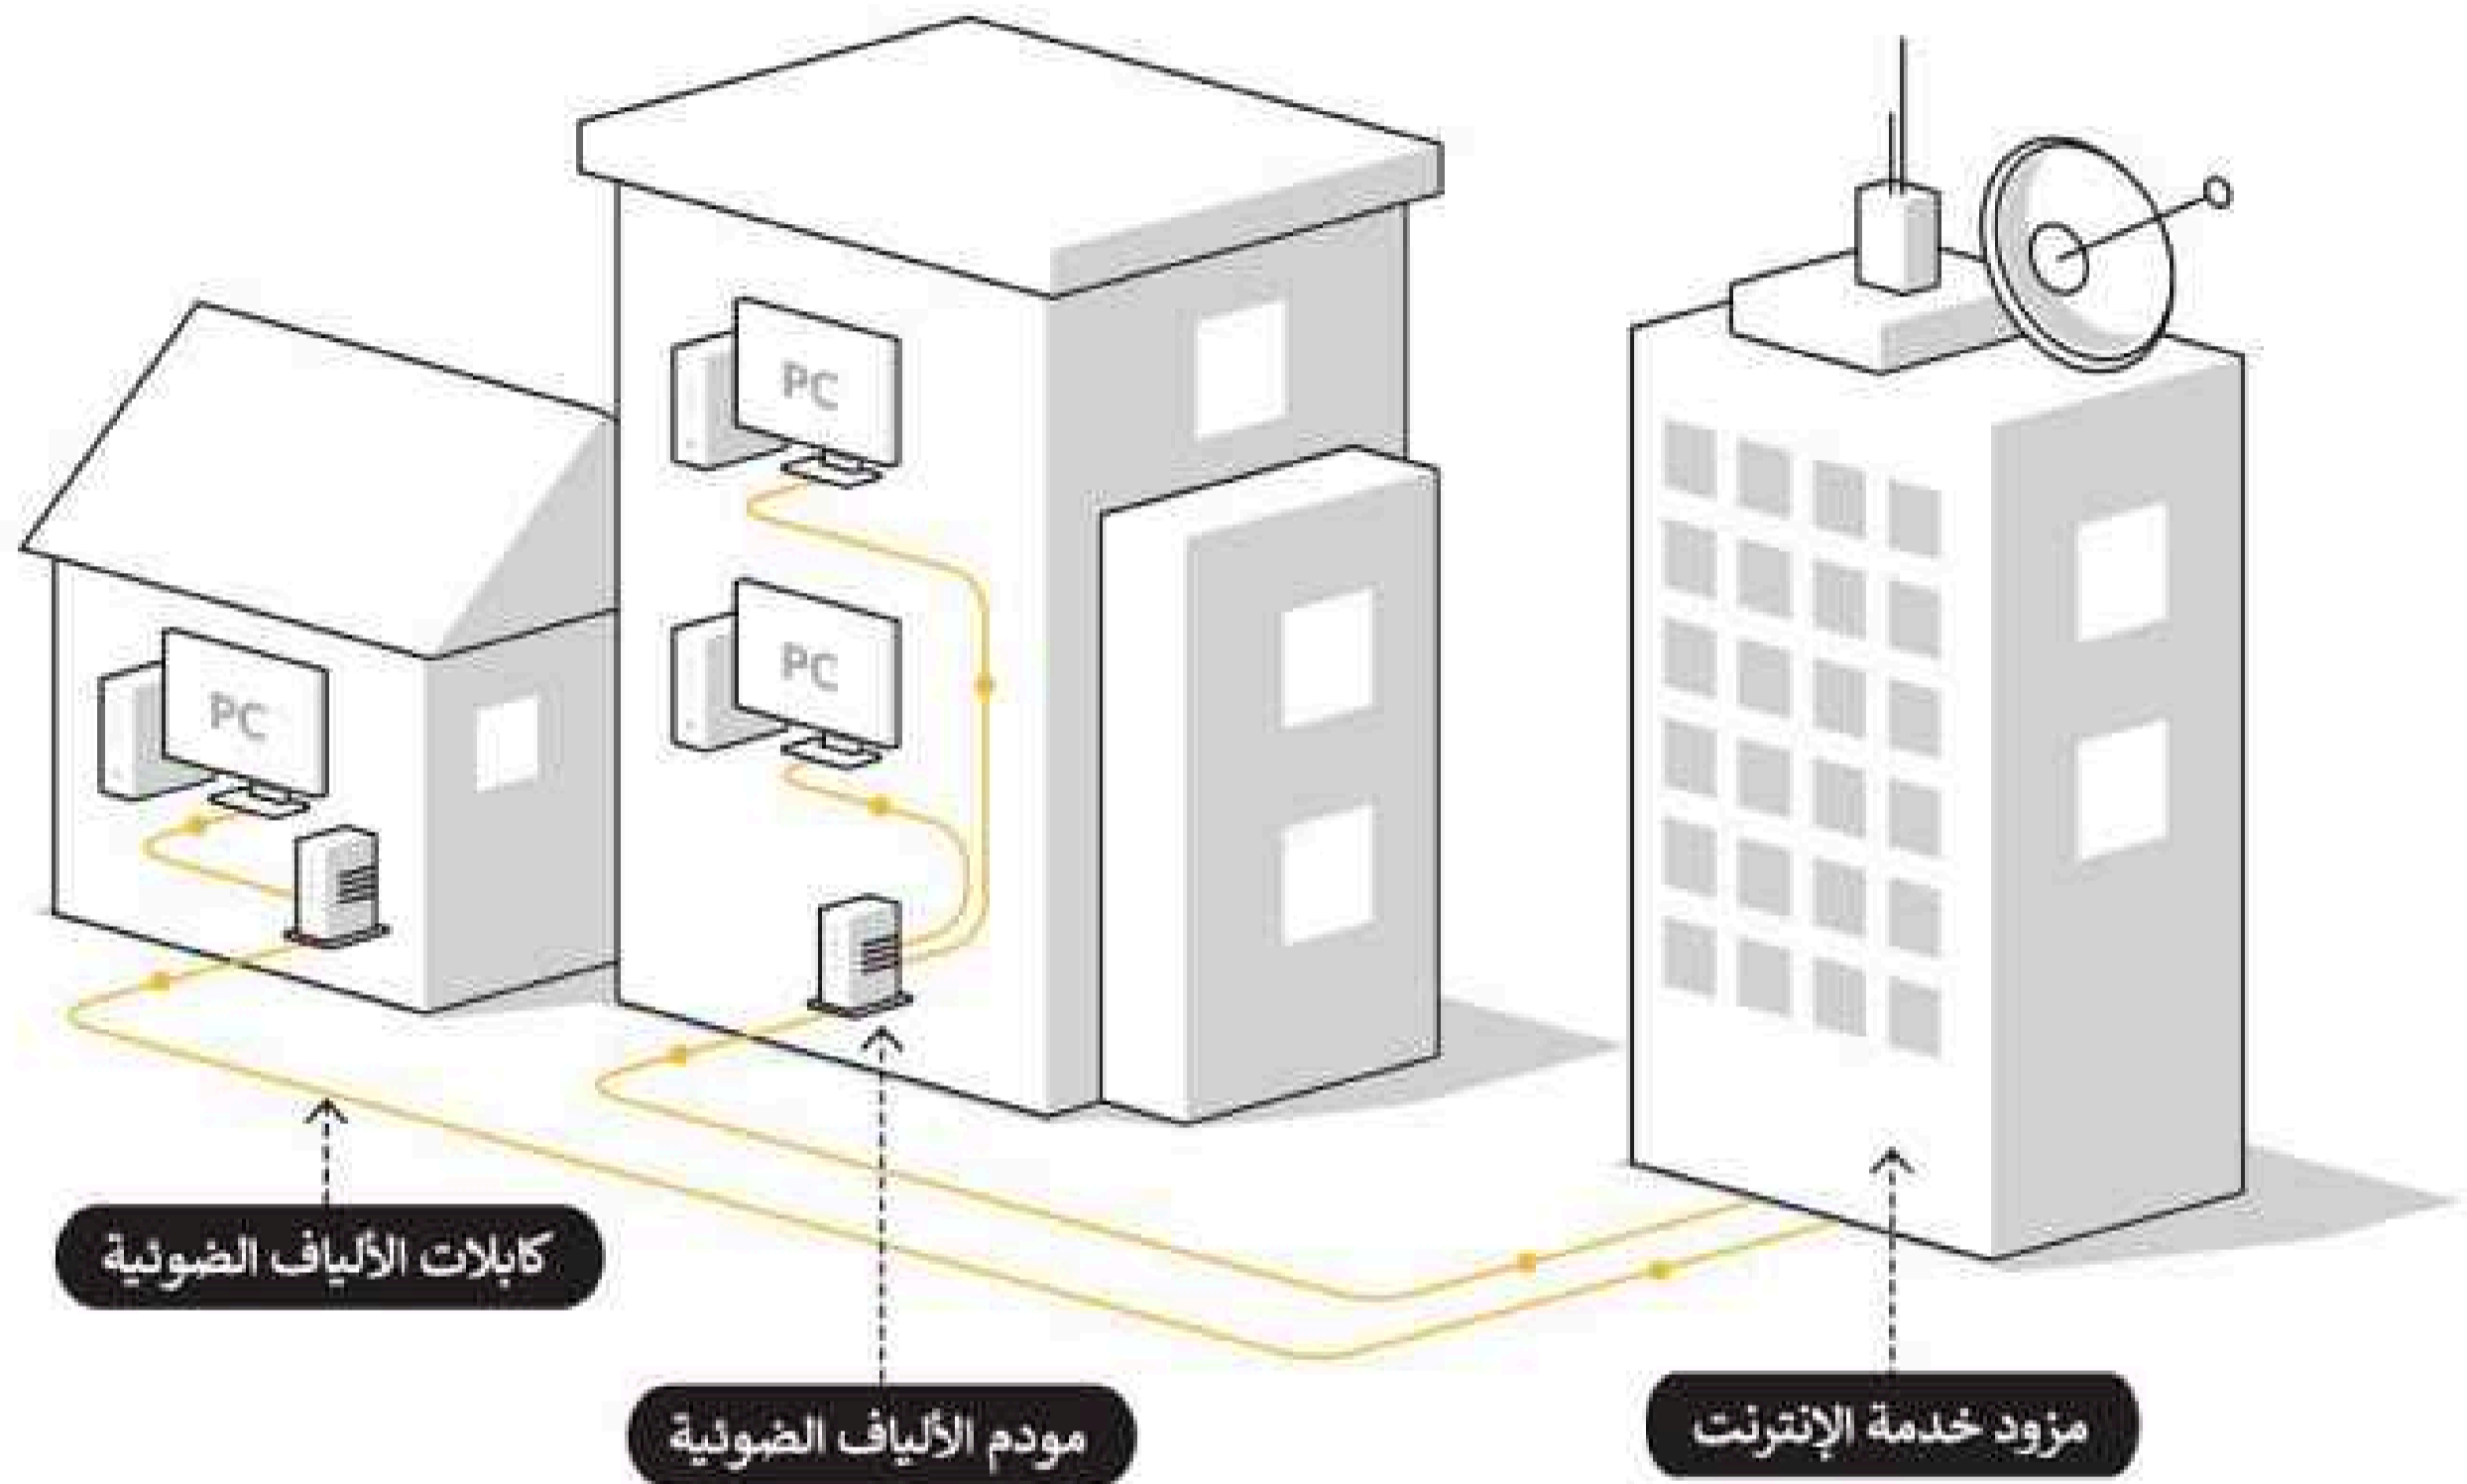 PC
PC
PC
كابلات الألياف الضوئية
مودم الألياف الضوئية
مزود خدمة الإنترنت